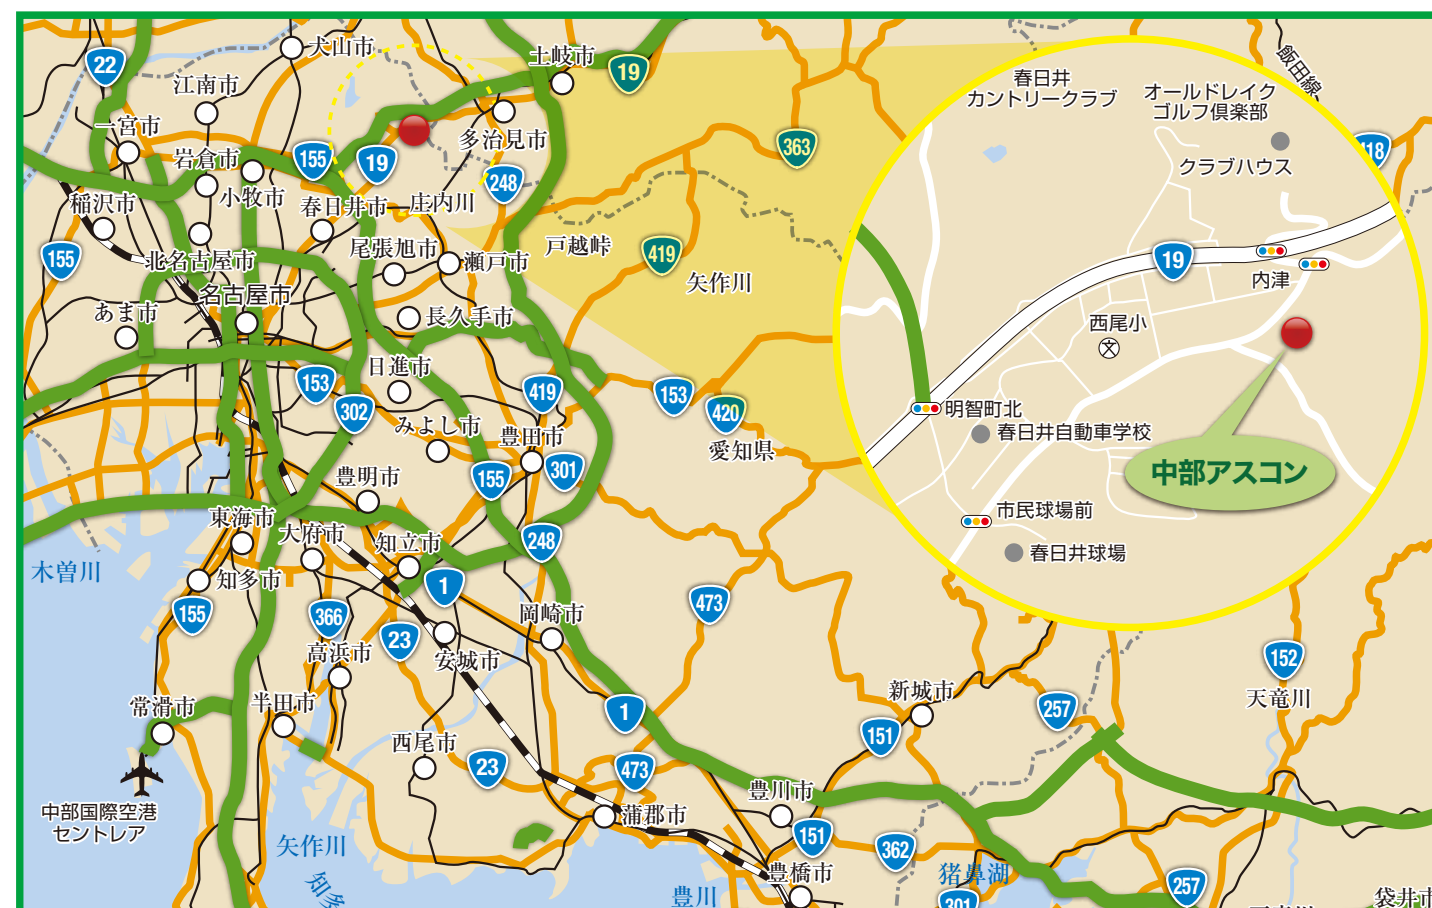 22
犬山市
江南市
一宮市
岩倉市
小牧市
155
19
土岐市
19
多治見市
248
363
春日井市
庄内川
稲沢市
155
北名古屋市
名古屋市
あま市
尾張旭市
瀬戸市
長久手市
戸越峠
419
矢作川
日進市
153
302
みよし市
419
153
420
愛知県
豊田市
301
155
豊明市
248
東海市
大府市
知立市
1
木曽川
知多市
155
366
23
高浜市
安城市
岡崎市
473
常滑市
半田市
西尾市
23
1
473
新城市
151
257
152
天竜川
中部国際空港
セントレア
矢作川
知多
蒲郡市
豊川市
151
362
豊川
豊橋市
猪鼻湖
301
257
袋井市
飯田線
418
春日井
カントリークラブ
オールドレイク
ゴルフ倶楽部
クラブハウス
19
内津
西尾小
文
明智町北
春日井自動車学校
中部アスコン
市民球場前
春日井球場